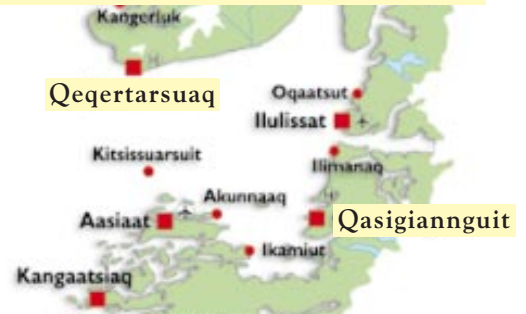 Kangerluk
Qeqertarsuaq
Oqaatsut
Ilulissat
Kitsissuarsuit
Ilimanaq
Akunnaaq
Aasiaat
Qasigiannguit
Ikamiut
Kangaatsiaq